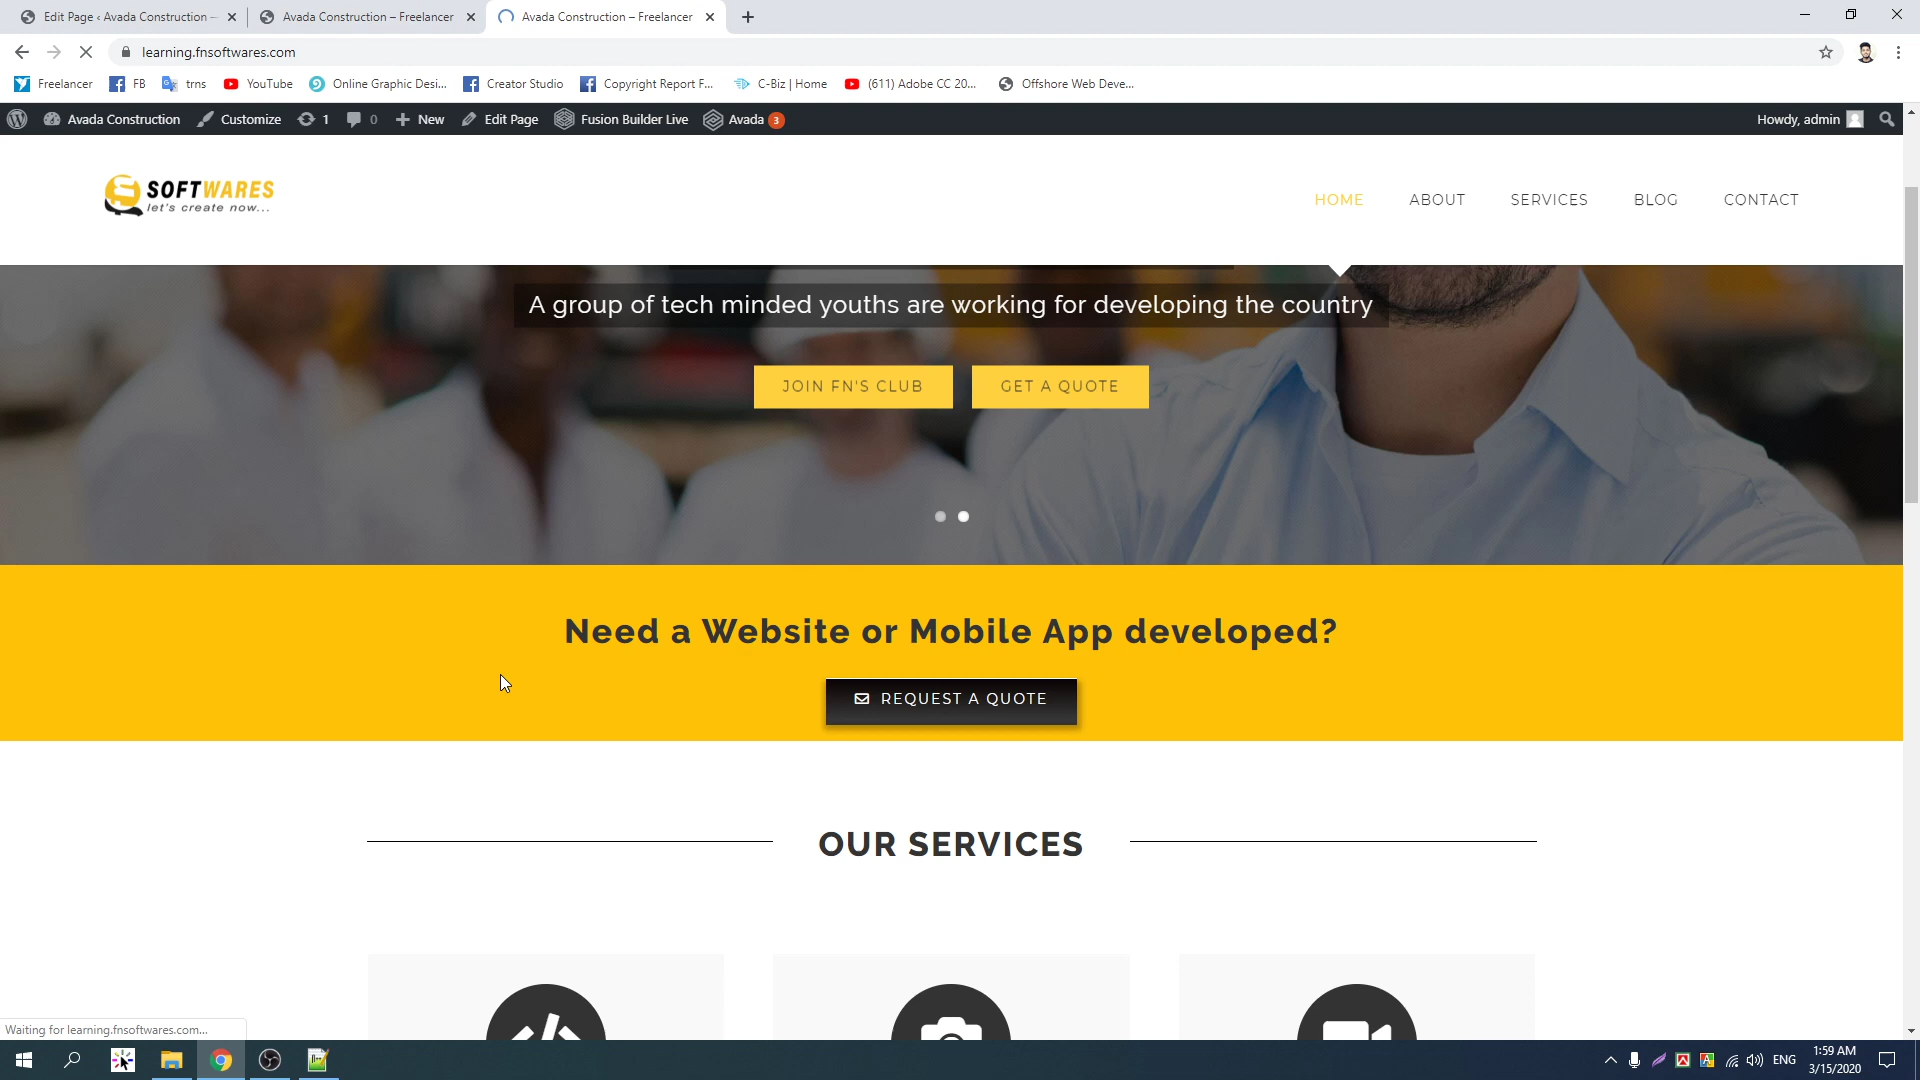 Edit Page ‹ Avada Construction –
Avada Construction – Freelancer
Avada Construction – Freelancer
learning.fnsoftwares.com
Freelancer
FB
trns
YouTube
Online Graphic Desi...
Creator Studio
Copyright Report F...
C-Biz | Home
(611) Adobe CC 20...
Offshore Web Deve...
Avada Construction
Customize
1
0
New
Edit Page
Fusion Builder Live
Avada 3
Howdy, admin
SOFTWARES
let's create now...
HOME
ABOUT
SERVICES
BLOG
CONTACT
A group of tech minded youths are working for developing the country
JOIN FN'S CLUB
GET A QUOTE
Need a Website or Mobile App developed?
REQUEST A QUOTE
OUR SERVICES
Waiting for learning.fnsoftwares.com...
ENG
1:59 AM
3/15/2020